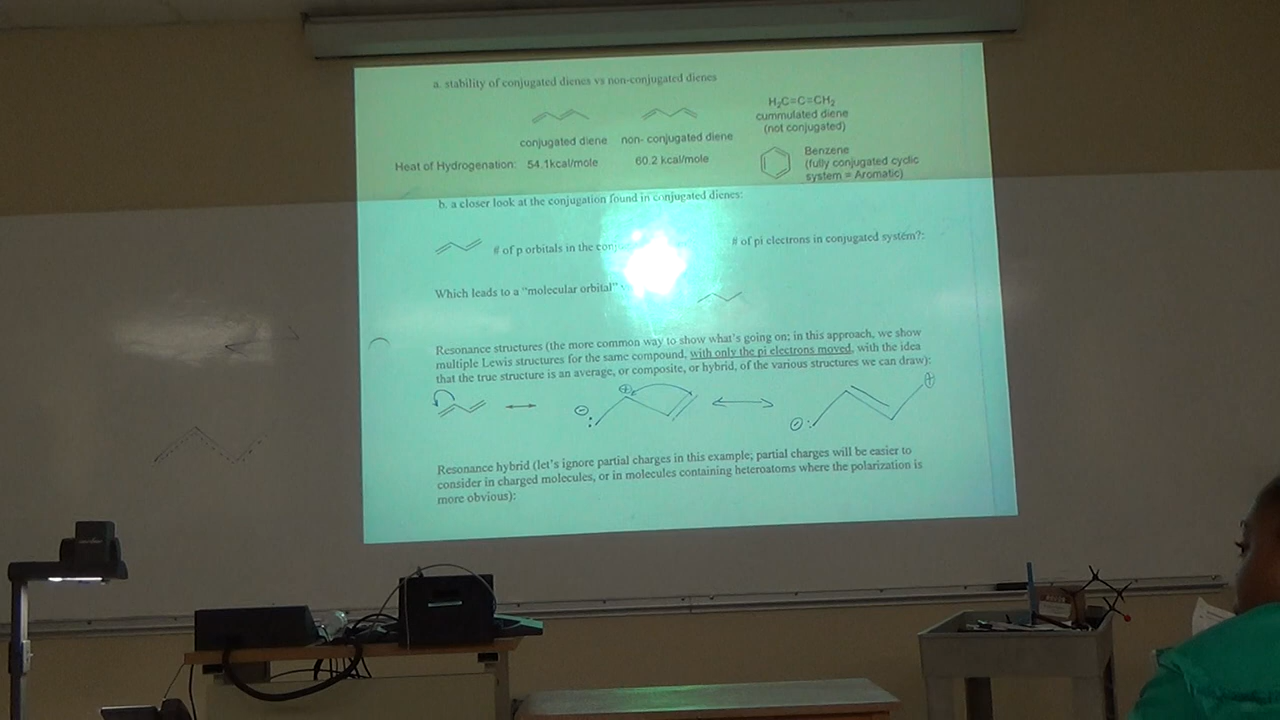 a. stability of conjugated dienes vs non-conjugated dienes
H₂C=C=CH₂
cummulated diene
(not conjugated)
conjugated diene non- conjugated diene
Heat of Hydrogenation: 54.1kcal/mole 60.2 kcal/mole
Benzene
(fully conjugated cyclic
system = Aromatic)
b. a closer look at the conjugation found in conjugated dienes:
# of p orbitals in the # of pi electrons in conjugated system?:
Which leads to a "molecular orbital"
Resonance structures (the more common way to show what's going on; in this approach, we show
multiple Lewis structures for the same compound, with only the pi electrons moved, with the idea
that the true structure is an average, or composite, or hybrid, of the various structures we can draw):
Resonance hybrid (let's ignore partial charges in this example; partial charges will be easier to
consider in charged molecules, or in molecules containing heteroatoms where the polarization is
more obvious):